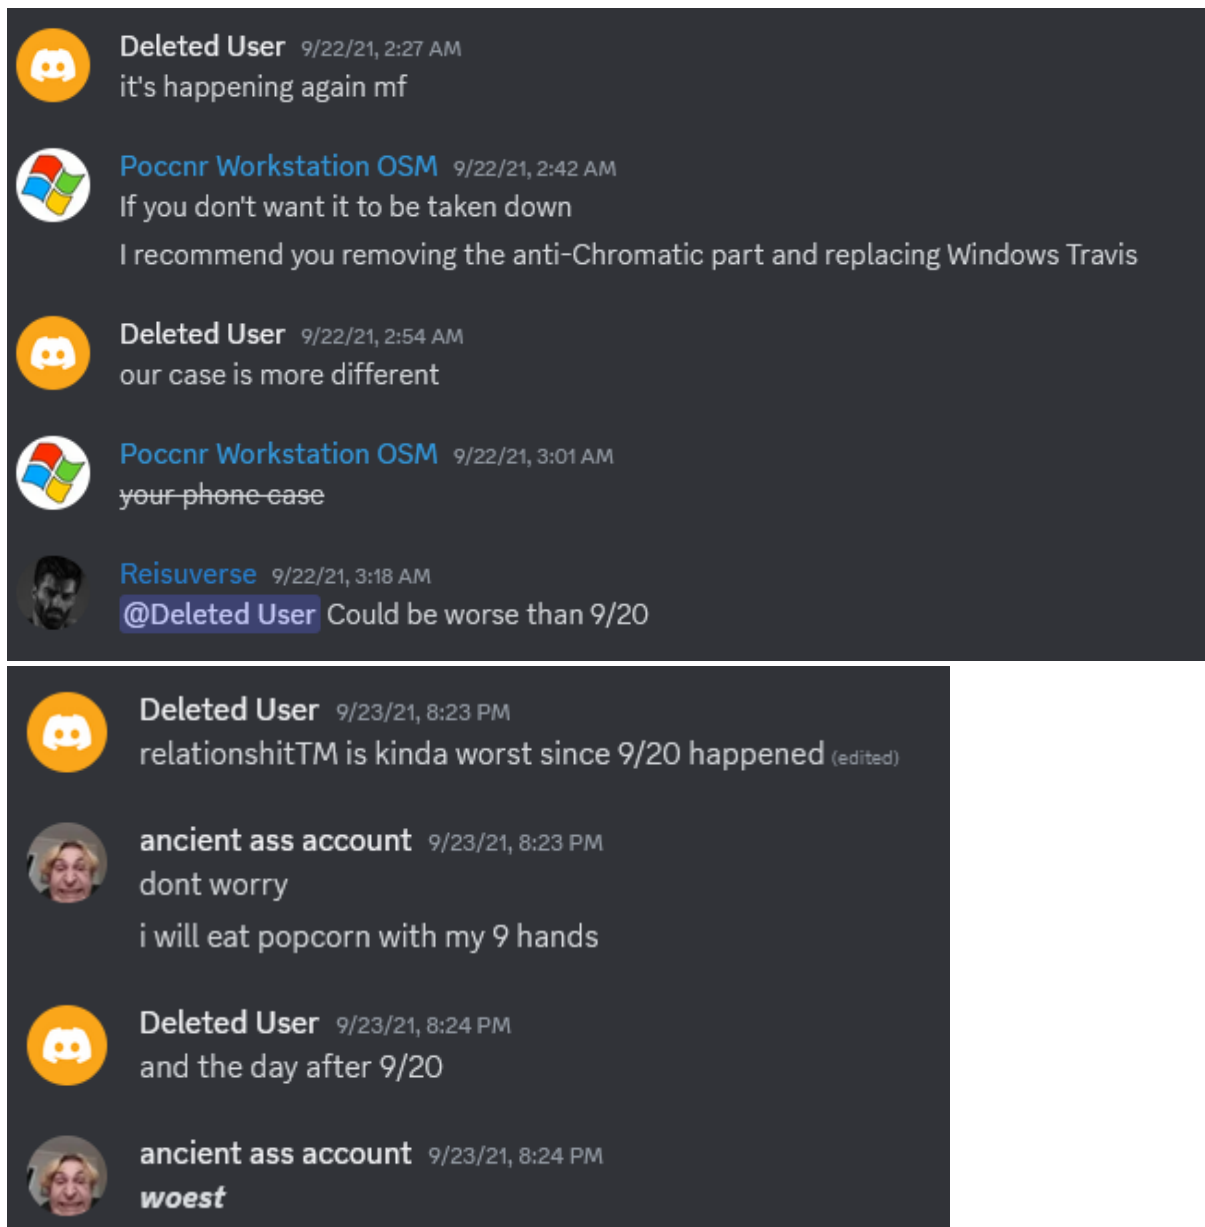 Deleted User 9/22/21, 2:27 AM
it's happening again mf
Poccnr Workstation OSM 9/22/21, 2:42 AM
If you don't want it to be taken down
I recommend you removing the anti-Chromatic part and replacing Windows Travis
Deleted User 9/22/21, 2:54 AM
our case is more different
Poccnr Workstation OSM 9/22/21, 3:01 AM
your phone case
Reisuverse 9/22/21, 3:18 AM
@Deleted User Could be worse than 9/20
Deleted User 9/23/21, 8:23 PM
relationshitTM is kinda worst since 9/20 happened (edited)
ancient ass account 9/23/21, 8:23 PM
dont worry
i will eat popcorn with my 9 hands
Deleted User 9/23/21, 8:24 PM
and the day after 9/20
ancient ass account 9/23/21, 8:24 PM
woest